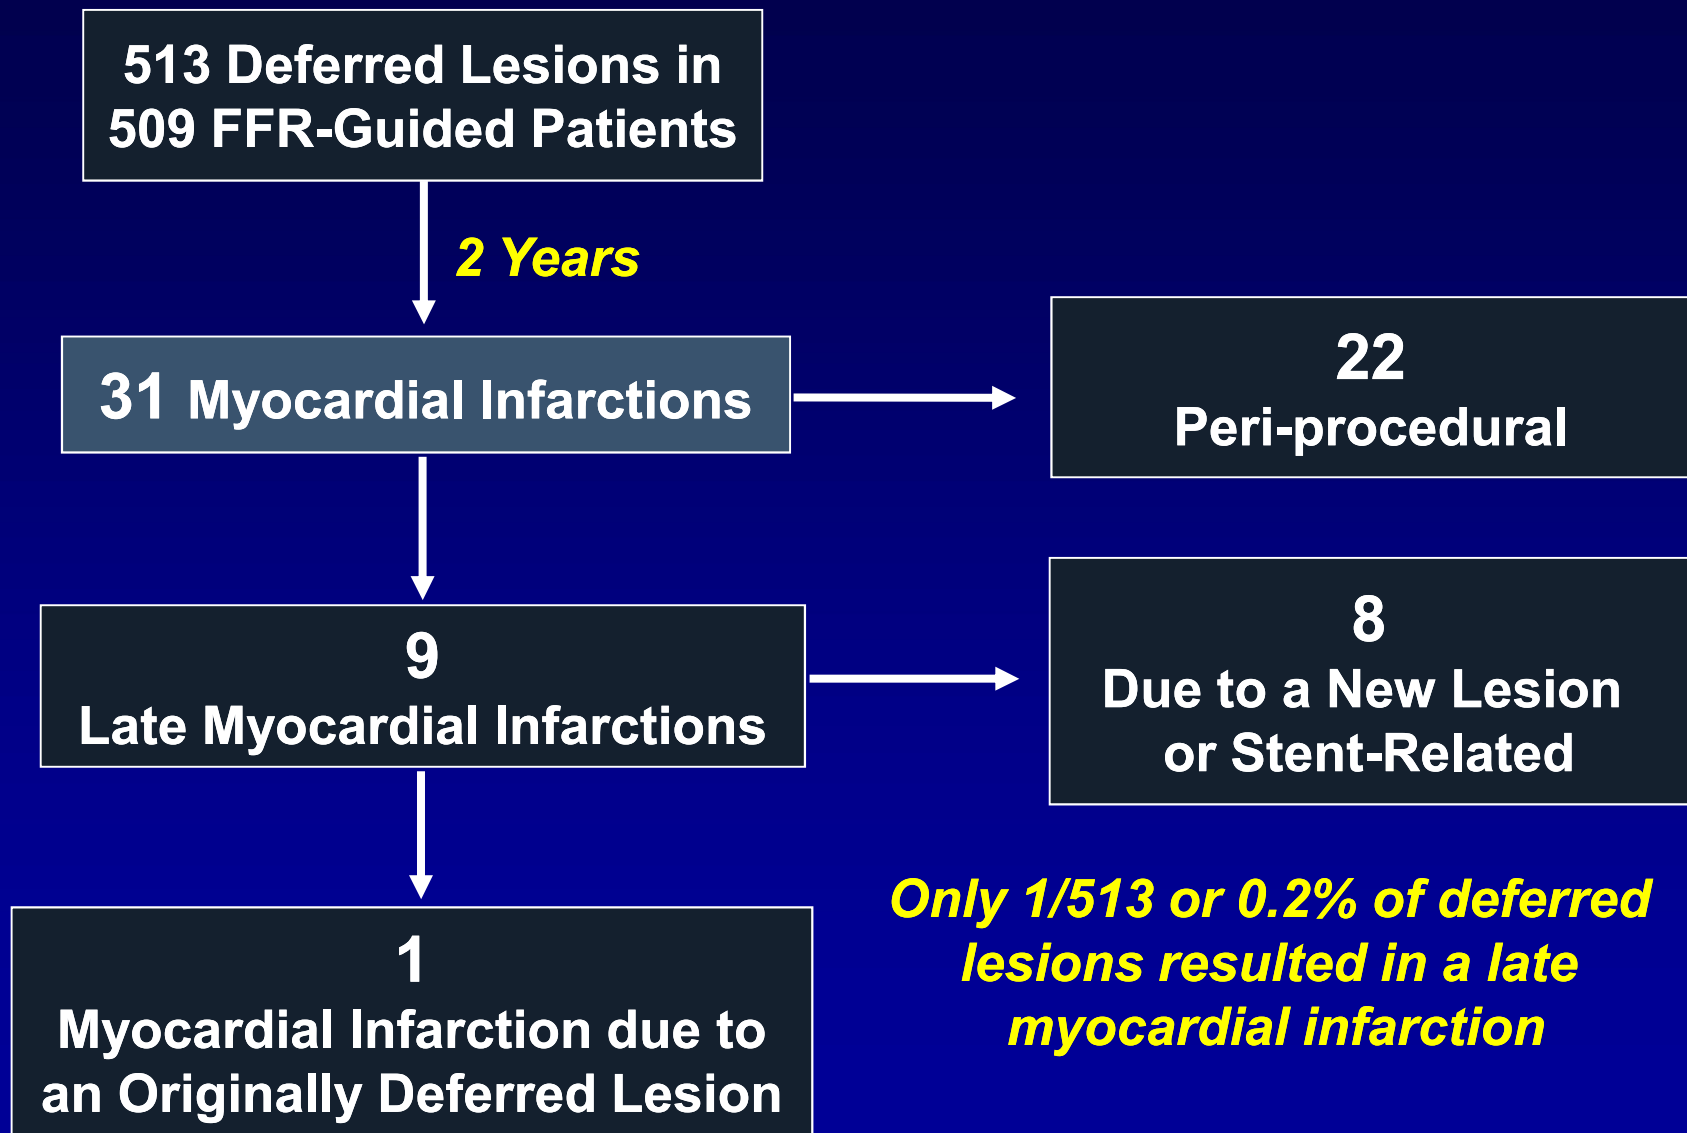 513 Deferred Lesions in
509 FFR-Guided Patients
2 Years
31 Myocardial Infarctions
22
Peri-procedural
9
Late Myocardial Infarctions
8
Due to a New Lesion
or Stent-Related
1
Myocardial Infarction due to
an Originally Deferred Lesion
Only 1/513 or 0.2% of deferred
lesions resulted in a late
myocardial infarction